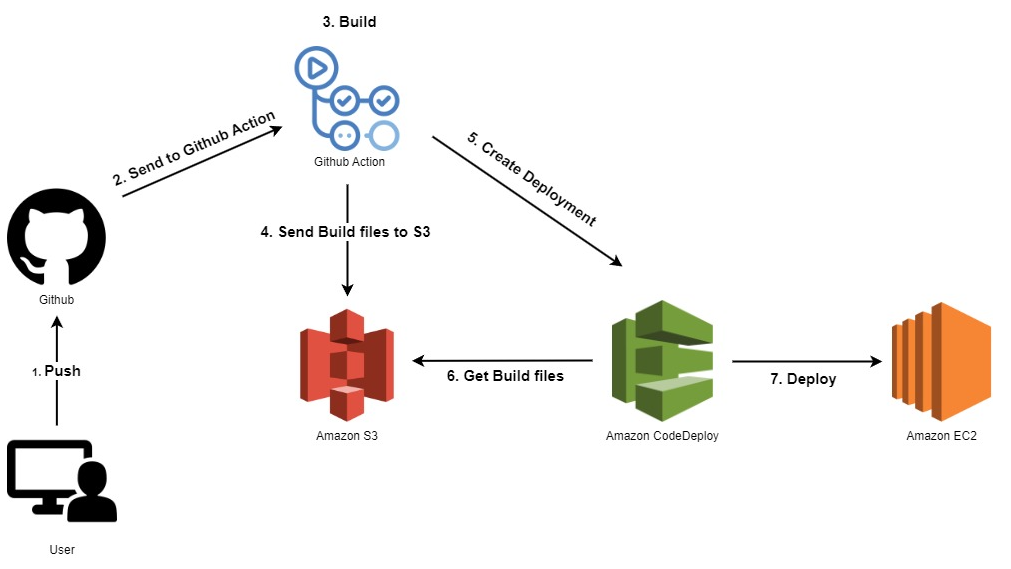 3. Build
Github Action
2. Send to Github Action
5. Create Deployment
4. Send Build files to S3
Github
1. Push
6. Get Build files
7. Deploy
Amazon S3
Amazon CodeDeploy
Amazon EC2
User